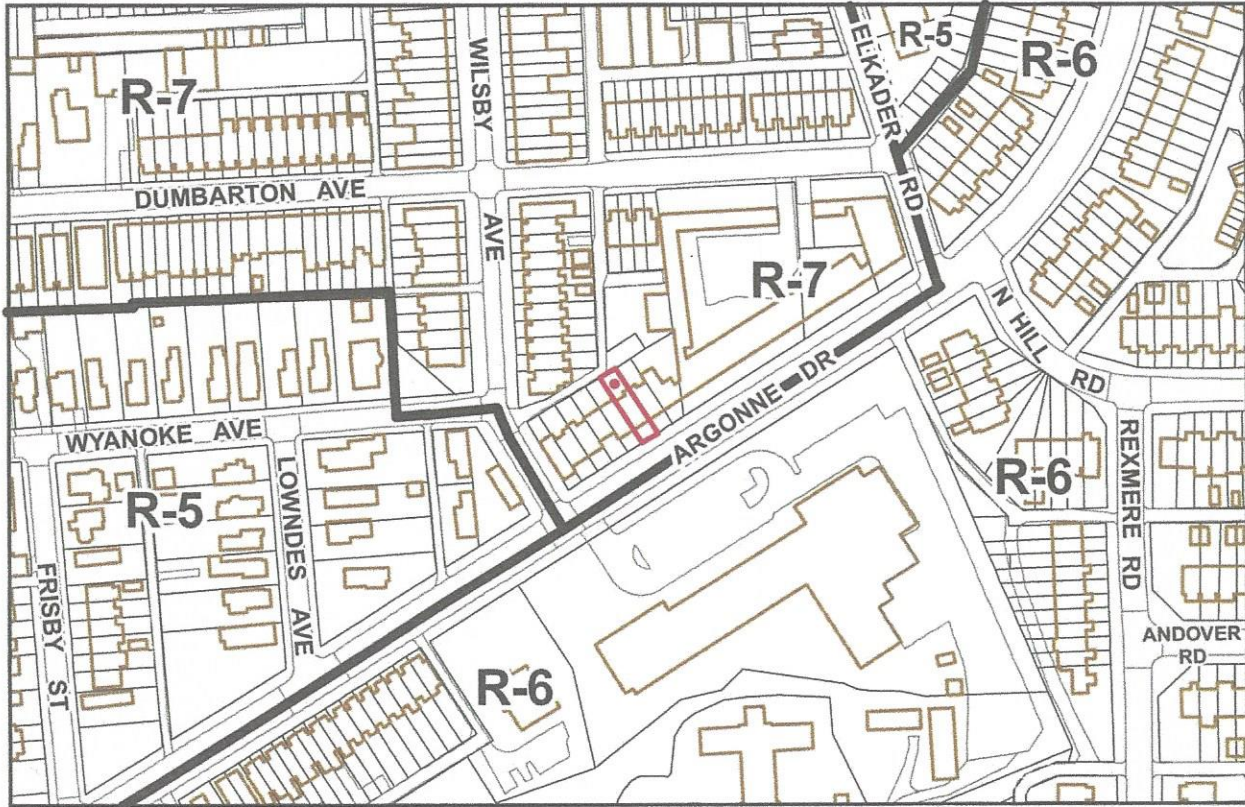 R-7
WILSBY
AVE
ELKADER
RD
R-5
R-6
DUMBARTON AVE
R-7
N HILL
RD
ARGONNE DR
WYANOKE AVE
R-5
LOWNDES AVE
FRISBY ST
R-6
REXMERE RD
ANDOVER
RD
R-6